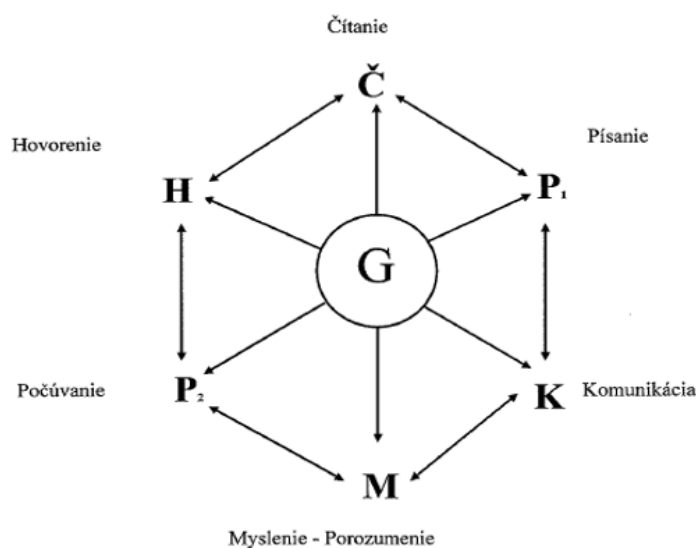 Čítanie
Č
Hovorenie
Písanie
H
P₁
G
Počúvanie
P₂
K
Komunikácia
M
Myslenie - Porozumenie